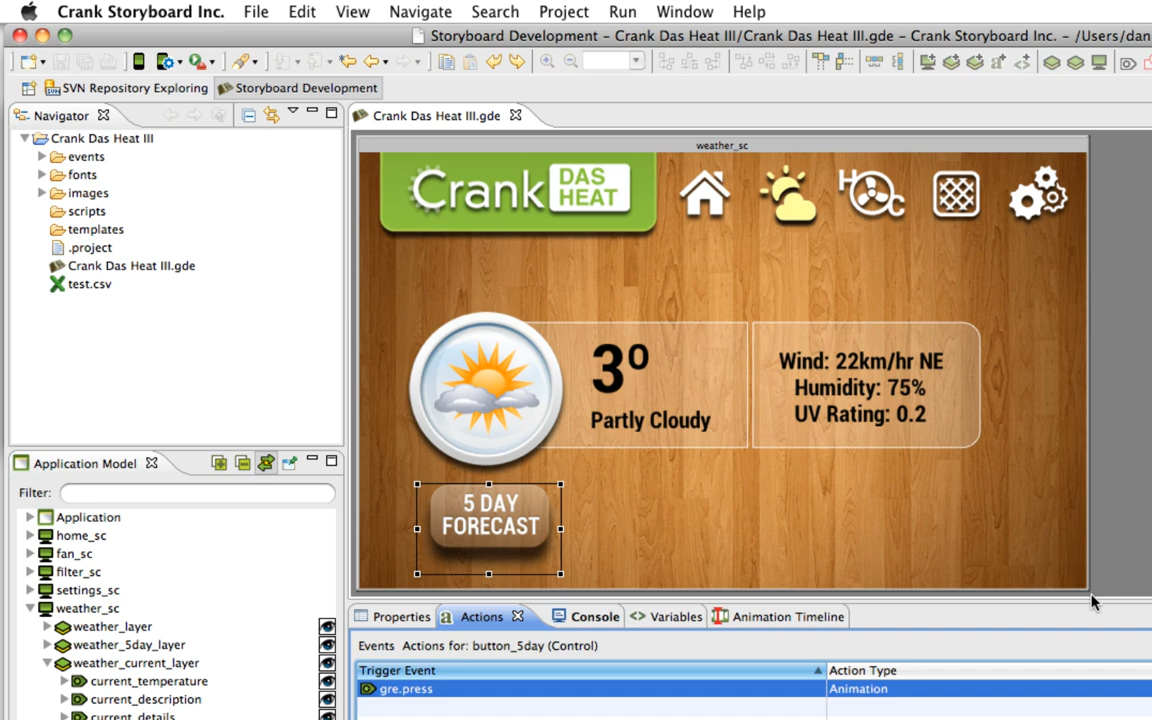 Crank Storyboard Inc. File Edit View Navigate Search Project Run Window Help
Storyboard Development – Crank Das Heat III/Crank Das Heat III.gde – Crank Storyboard Inc. – /Users/dan
SVN Repository Exploring Storyboard Development
Navigator
Crank Das Heat III
events
fonts
images
scripts
templates
.project
Crank Das Heat III.gde
test.csv
Application Model
Filter:
Application
home_sc
fan_sc
filter_sc
settings_sc
weather_sc
weather_layer
weather_5day_layer
weather_current_layer
current_temperature
current_description
current_details
Crank Das Heat III.gde
weather_sc
Crank DAS HEAT
H C
3º
Partly Cloudy
Wind: 22km/hr NE
Humidity: 75%
UV Rating: 0.2
5 DAY
FORECAST
Properties Actions Console Variables Animation Timeline
Events Actions for: button_5day (Control)
Trigger Event Action Type
gre.press Animation